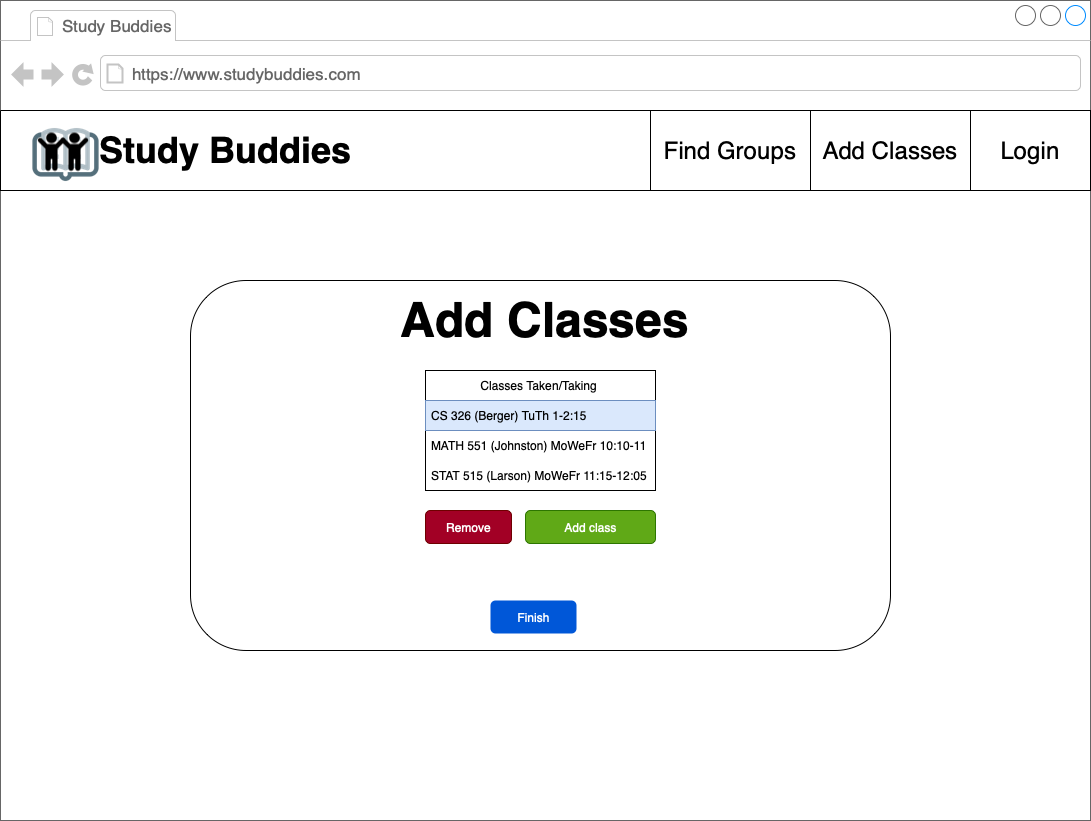 Study Buddies
https://www.studybuddies.com
Study Buddies
Find Groups
Add Classes
Login
Add Classes
Classes Taken/Taking
CS 326 (Berger) TuTh 1-2:15
MATH 551 (Johnston) MoWeFr 10:10-11
STAT 515 (Larson) MoWeFr 11:15-12:05
Remove
Add class
Finish